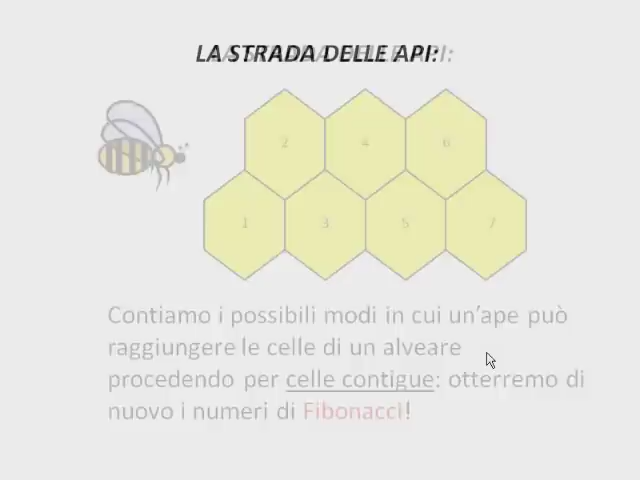 LA STRADA DELLE API:
2 4 6
1 3 5 7
Contiamo i possibili modi in cui un'ape può
raggiungere le celle di un alveare
procedendo per celle contigue: otterremo di
nuovo i numeri di Fibonacci!